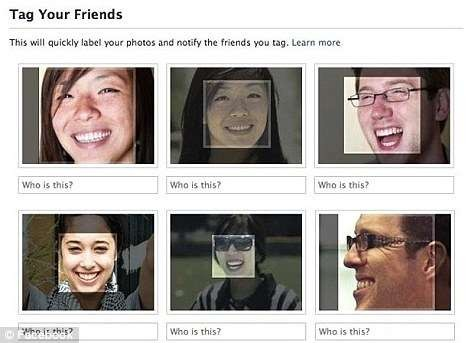 Tag Your Friends
This will quickly label your photos and notify the friends you tag. Learn more
Who is this?
Who is this?
Who is this?
Who is this?
Who is this?
Who is this?
© Facebook